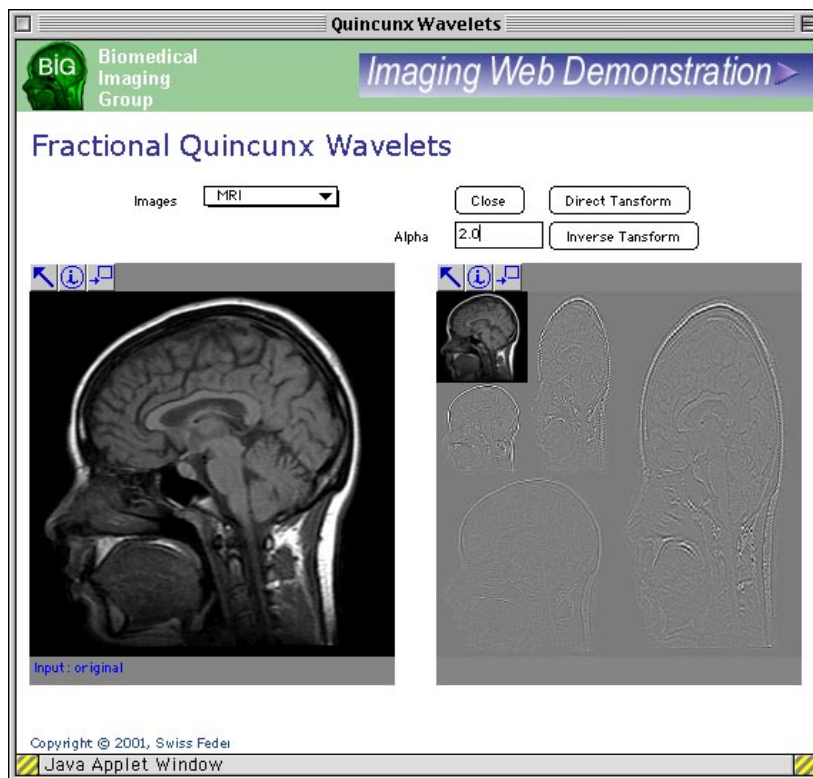 Quincunx Wavelets
BIG
Biomedical
Imaging
Group
Imaging Web Demonstration
Fractional Quincunx Wavelets
Images
MRI
Close
Direct Tansform
Alpha
2.0
Inverse Tansform
Input: original
Copyright © 2001, Swiss Feder
Java Applet Window